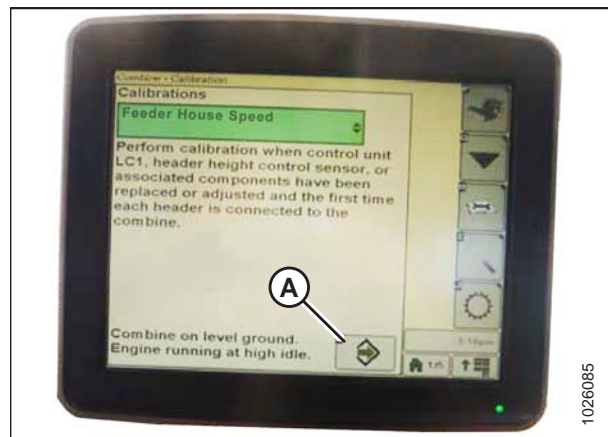 Combine - Calibration
Calibrations
Feeder House Speed
Perform calibration when control unit
LC1, header height control sensor, or
associated components have been
replaced or adjusted and the first time
each header is connected to the
combine.
A
Combine on level ground.
Engine running at high idle.
1/5
1026085